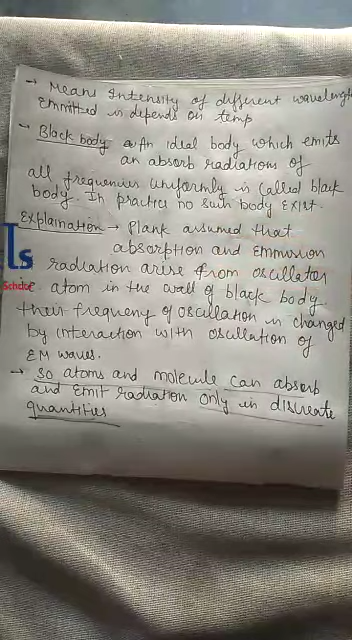 → Means Intensity of different wavelength
emmitted is depends on temp
→ Black body → An ideal body which emits
an absorb radiations of
all frequencies uniformly is called black
body. In practice no such body exist.
Explaination → Plank assumed that
absorption and emmision
radiation arise from oscillator
atom in the wall of black body.
their frequency of oscillation is changed
by interaction with oscillation of
EM waves.
→ So atoms and molecule can absorb
and emit radiation only in discreate
quantities